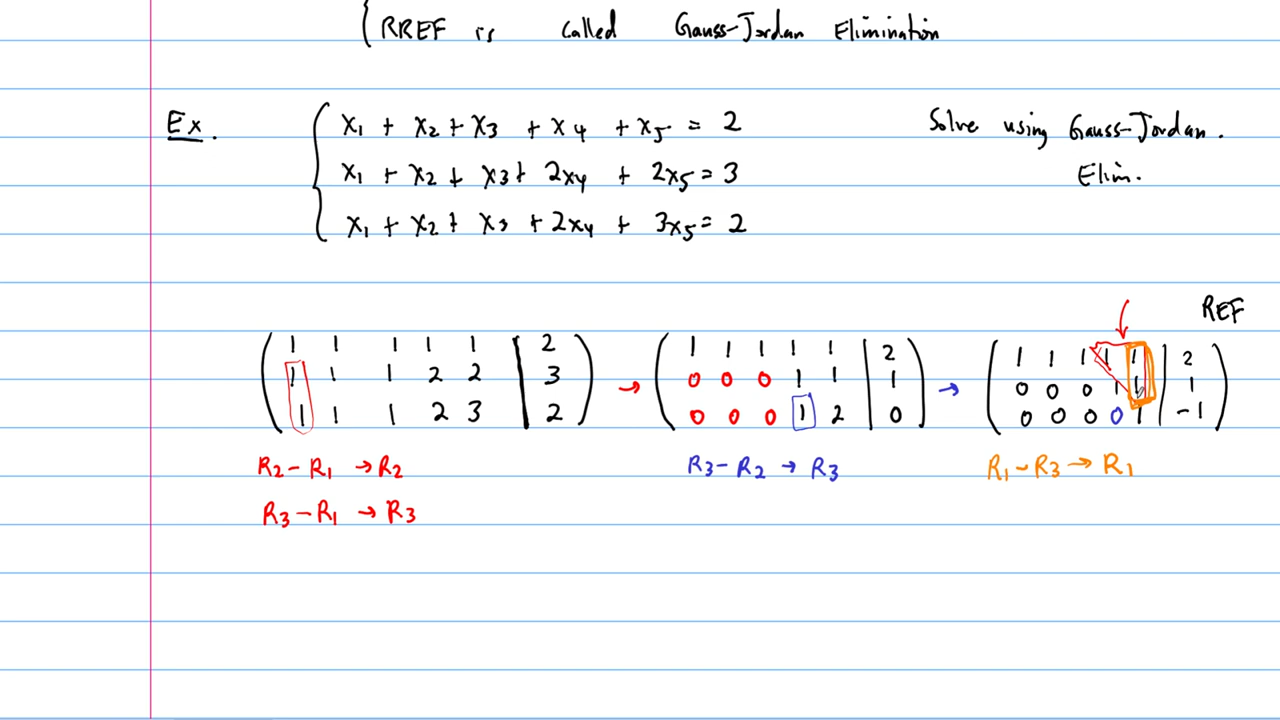 RREF is called Gauss-Jordan Elimination
Ex.
x₁ + x₂ + x₃ + x₄ + x₅ = 2
x₁ + x₂ + x₃ + 2x₄ + 2x₅ = 3
x₁ + x₂ + x₃ + 2x₄ + 3x₅ = 2
Solve using Gauss-Jordan.
Elim.
REF
( 1 1 1 1 1 | 2 ) ( 1 1 1 1 1 | 2 ) ( 1 1 1 1 1 | 2 )
( 1 1 1 2 2 | 3 ) → ( 0 0 0 1 1 | 1 ) → ( 0 0 0 1 1 | 1 )
( 1 1 1 2 3 | 2 ) ( 0 0 0 1 2 | 0 ) ( 0 0 0 0 1 | -1 )
R₂ - R₁ → R₂
R₃ - R₁ → R₃
R₃ - R₂ → R₃
R₁ - R₃ → R₁